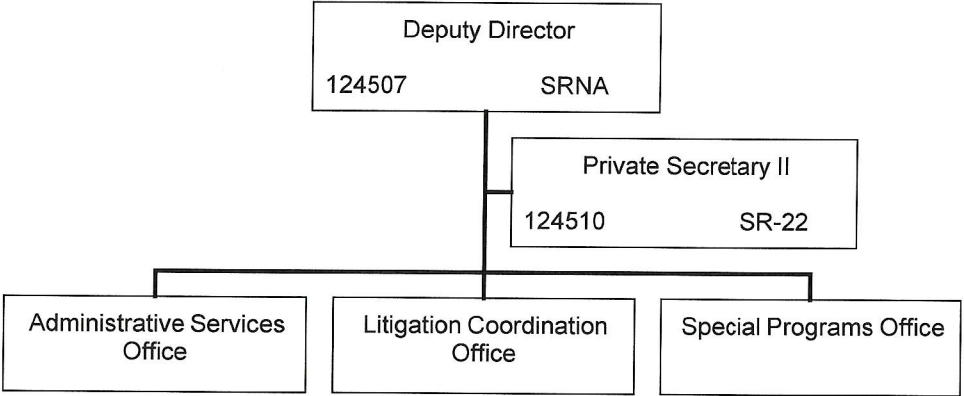 Deputy Director
124507 SRNA
Private Secretary II
124510 SR-22
Administrative Services
Office
Litigation Coordination
Office
Special Programs Office